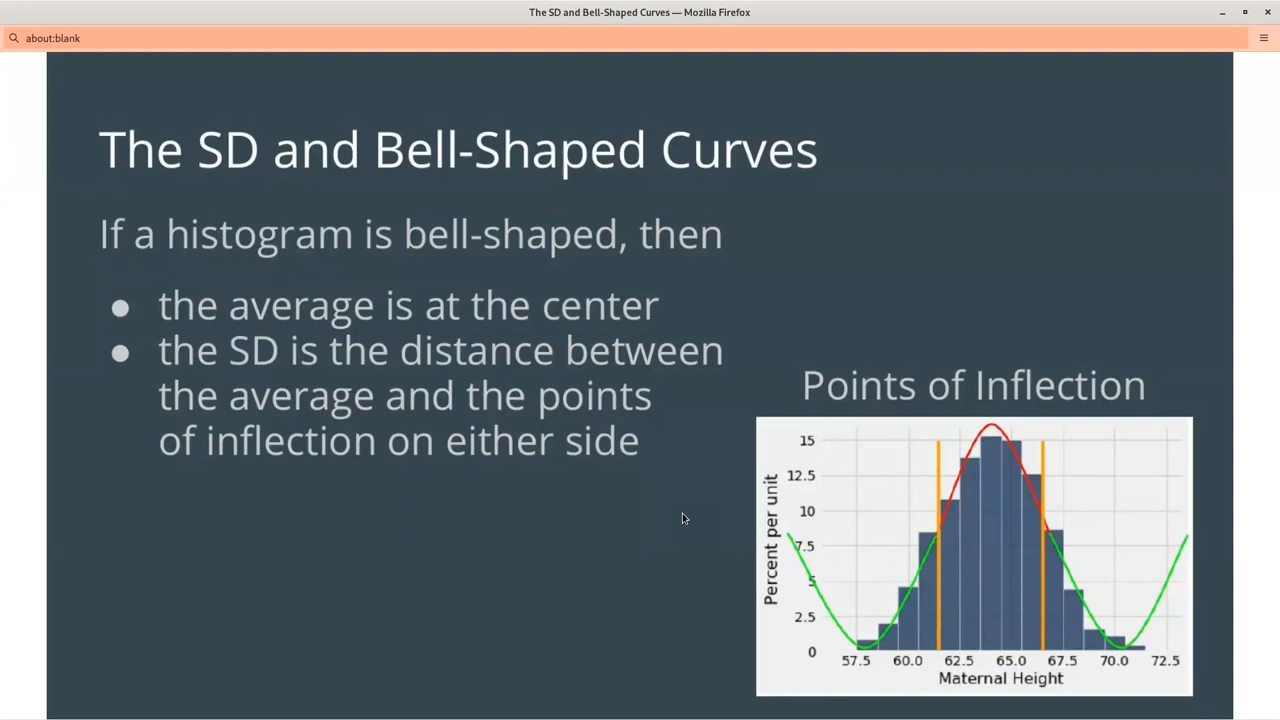 The SD and Bell-Shaped Curves — Mozilla Firefox
about:blank
The SD and Bell-Shaped Curves
If a histogram is bell-shaped, then
● the average is at the center
● the SD is the distance between
the average and the points
of inflection on either side
Points of Inflection
Percent per unit
15
12.5
10
7.5
5
2.5
0
57.5 60.0 62.5 65.0 67.5 70.0 72.5
Maternal Height